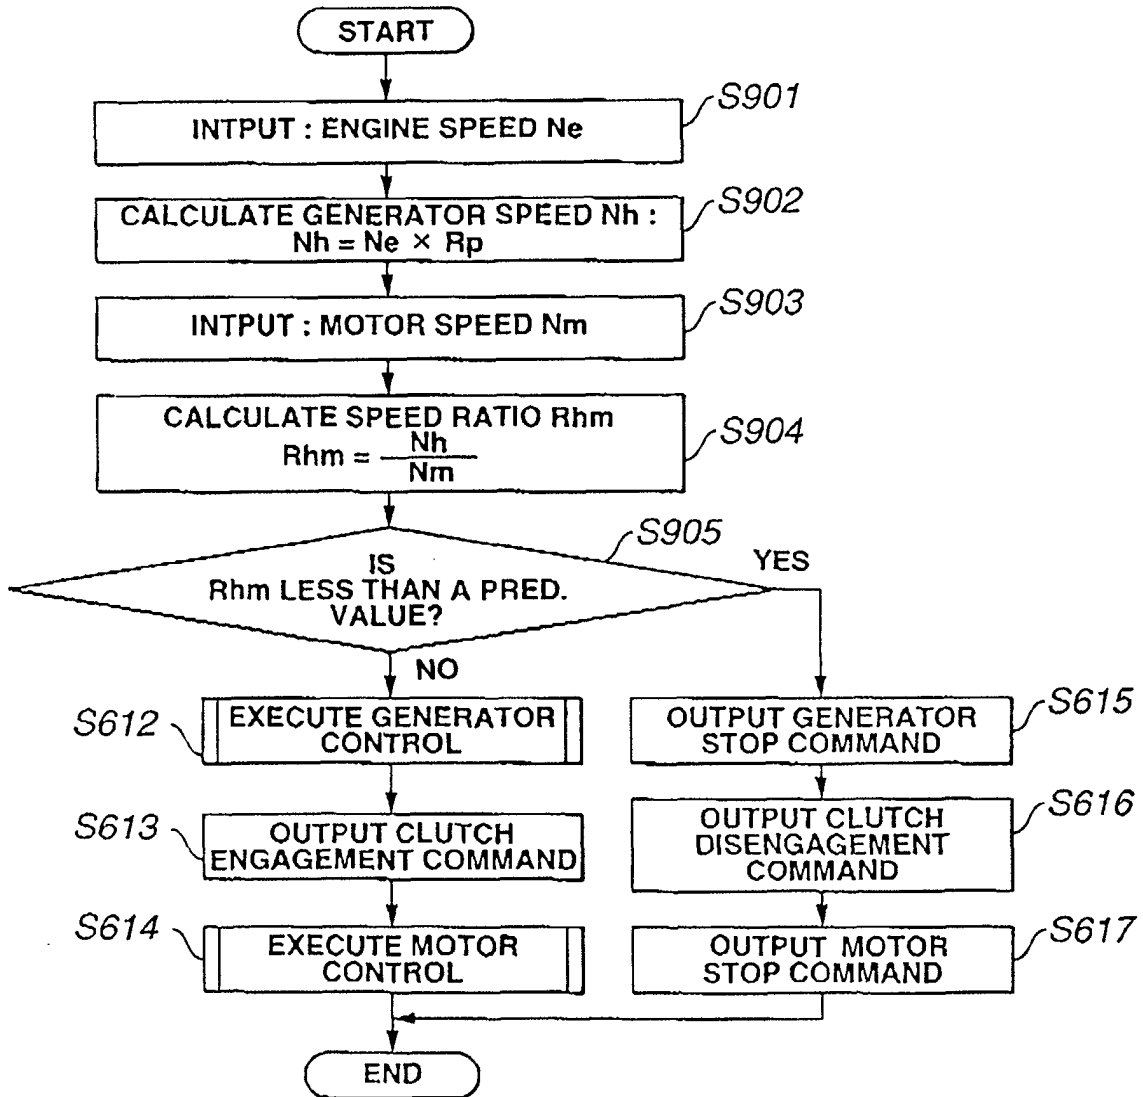 START
INTPUT : ENGINE SPEED Ne
S901
CALCULATE GENERATOR SPEED Nh :
Nh = Ne × Rp
S902
INTPUT : MOTOR SPEED Nm
S903
CALCULATE SPEED RATIO Rhm
Rhm = Nh
Nm
S904
IS
Rhm LESS THAN A PRED.
VALUE?
S905
YES
NO
S612
EXECUTE GENERATOR
CONTROL
OUTPUT GENERATOR
STOP COMMAND
S615
S613
OUTPUT CLUTCH
ENGAGEMENT COMMAND
OUTPUT CLUTCH
DISENGAGEMENT
COMMAND
S616
S614
EXECUTE MOTOR
CONTROL
OUTPUT MOTOR
STOP COMMAND
S617
END